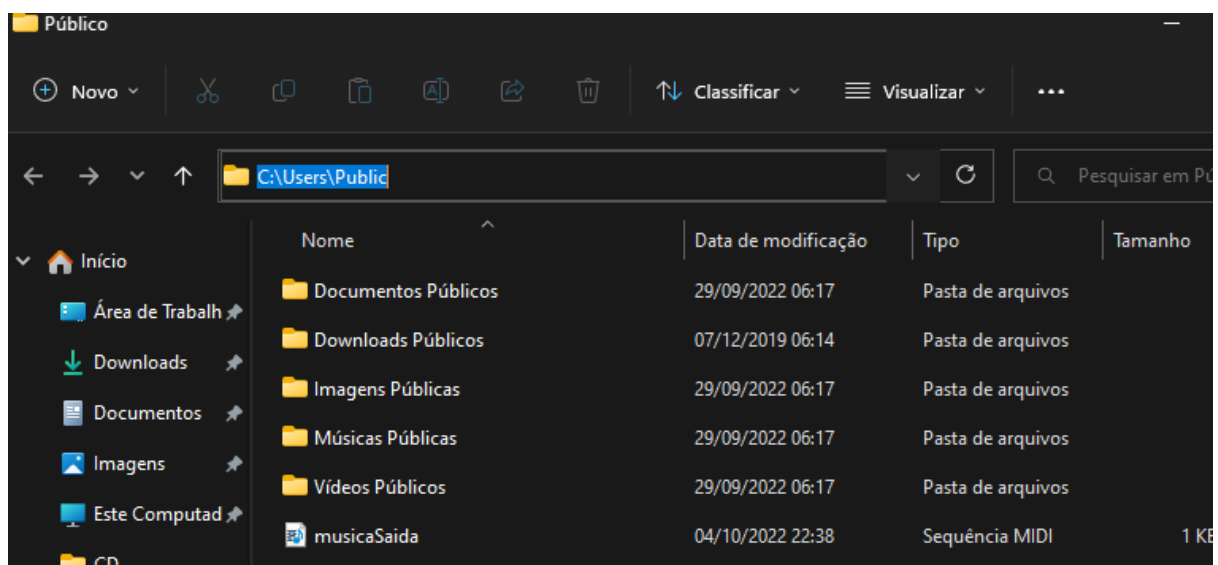 Público
Novo Classificar Visualizar •••
C:\Users\Public Pesquisar em Pú
Nome Data de modificação Tipo Tamanho
Início
Documentos Públicos 29/09/2022 06:17 Pasta de arquivos
Área de Trabalh
Downloads Públicos 07/12/2019 06:14 Pasta de arquivos
Downloads
Imagens Públicas 29/09/2022 06:17 Pasta de arquivos
Documentos
Músicas Públicas 29/09/2022 06:17 Pasta de arquivos
Imagens
Vídeos Públicos 29/09/2022 06:17 Pasta de arquivos
Este Computad
musicaSaida 04/10/2022 22:38 Sequência MIDI 1 KB